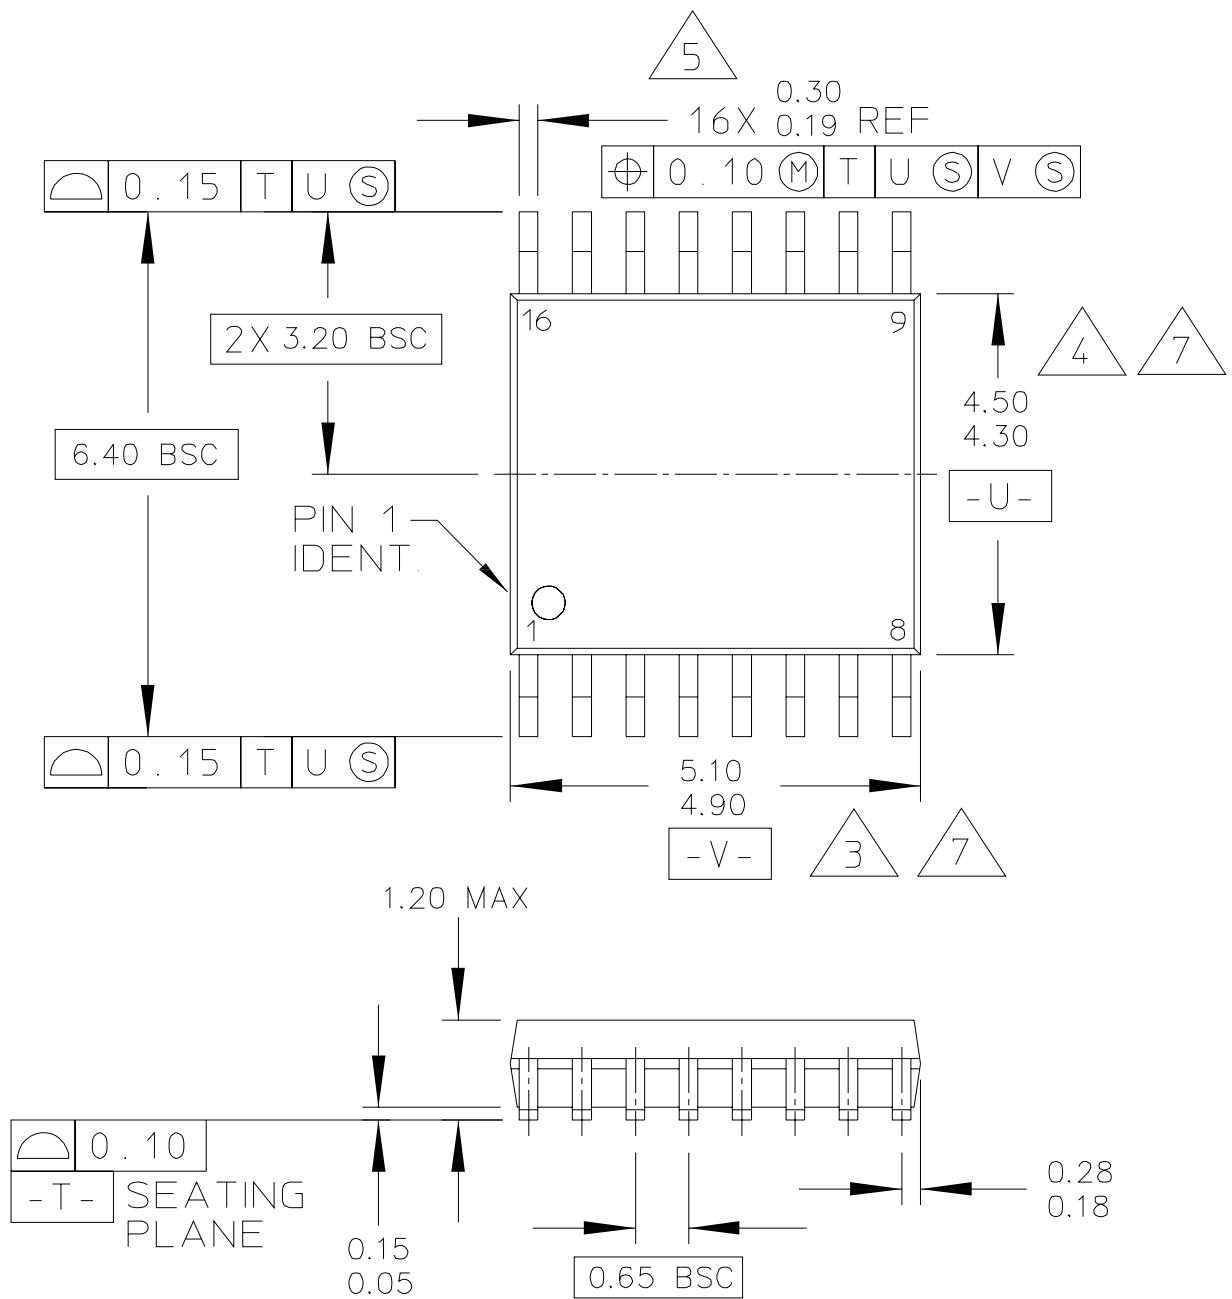 5
0.30
16X 0.19 REF
0.15 T U Ⓢ
0.10 Ⓜ T U Ⓢ V Ⓢ
16 9
2X 3.20 BSC
4 7
4.50
4.30
6.40 BSC
-U-
PIN 1
IDENT.
1 8
0.15 T U Ⓢ
5.10
4.90
-V- 3 7
1.20 MAX
0.10
-T- SEATING
PLANE
0.28
0.18
0.15
0.05
0.65 BSC